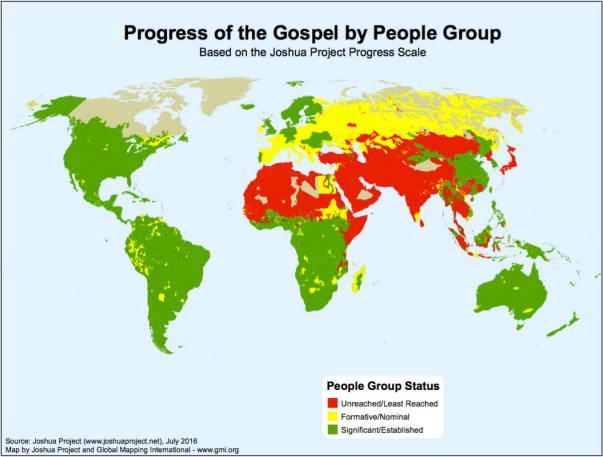 Progress of the Gospel by People Group
Based on the Joshua Project Progress Scale
People Group Status
Unreached/Least Reached
Formative/Nominal
Significant/Established
Source: Joshua Project (www.joshuaproject.net), July 2016
Map by Joshua Project and Global Mapping International - www.gmi.org